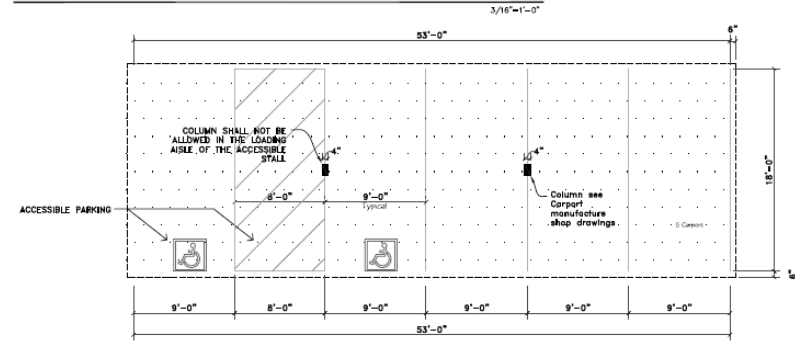 3/16"=1'-0"
53'-0"
6"
COLUMN SHALL NOT BE
ALLOWED IN THE LOADING
AISLE OF THE ACCESSIBLE
STALL
4"
4"
18'-0"
8'-0"
9'-0"
Typical
Column see
Carport
manufacture
shop drawings
ACCESSIBLE PARKING
5 Carport
6"
9'-0"
8'-0"
9'-0"
9'-0"
9'-0"
9'-0"
53'-0"